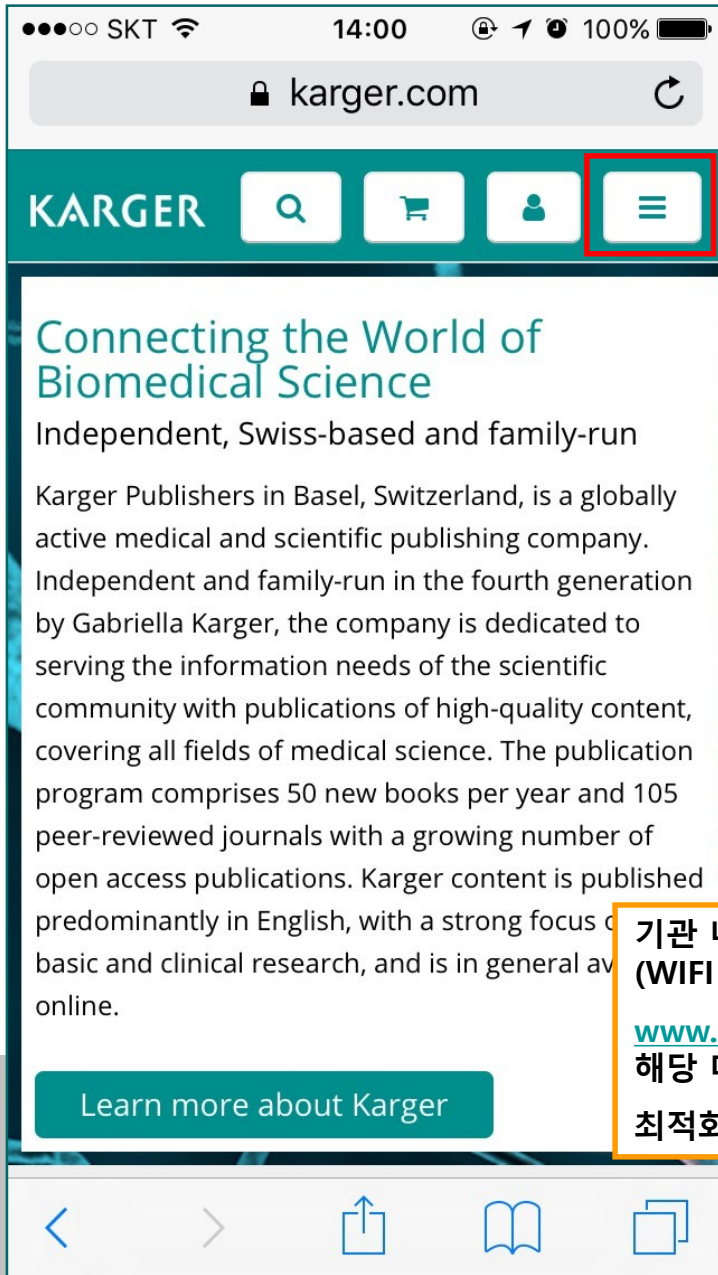 SKT 14:00 100%
karger.com
KARGER
Connecting the World of
Biomedical Science
Independent, Swiss-based and family-run
Karger Publishers in Basel, Switzerland, is a globally
active medical and scientific publishing company.
Independent and family-run in the fourth generation
by Gabriella Karger, the company is dedicated to
serving the information needs of the scientific
community with publications of high-quality content,
covering all fields of medical science. The publication
program comprises 50 new books per year and 105
peer-reviewed journals with a growing number of
open access publications. Karger content is published
predominantly in English, with a strong focus
basic and clinical research, and is in general
online.
기관
(WIFI
www.
해당
Learn more about Karger